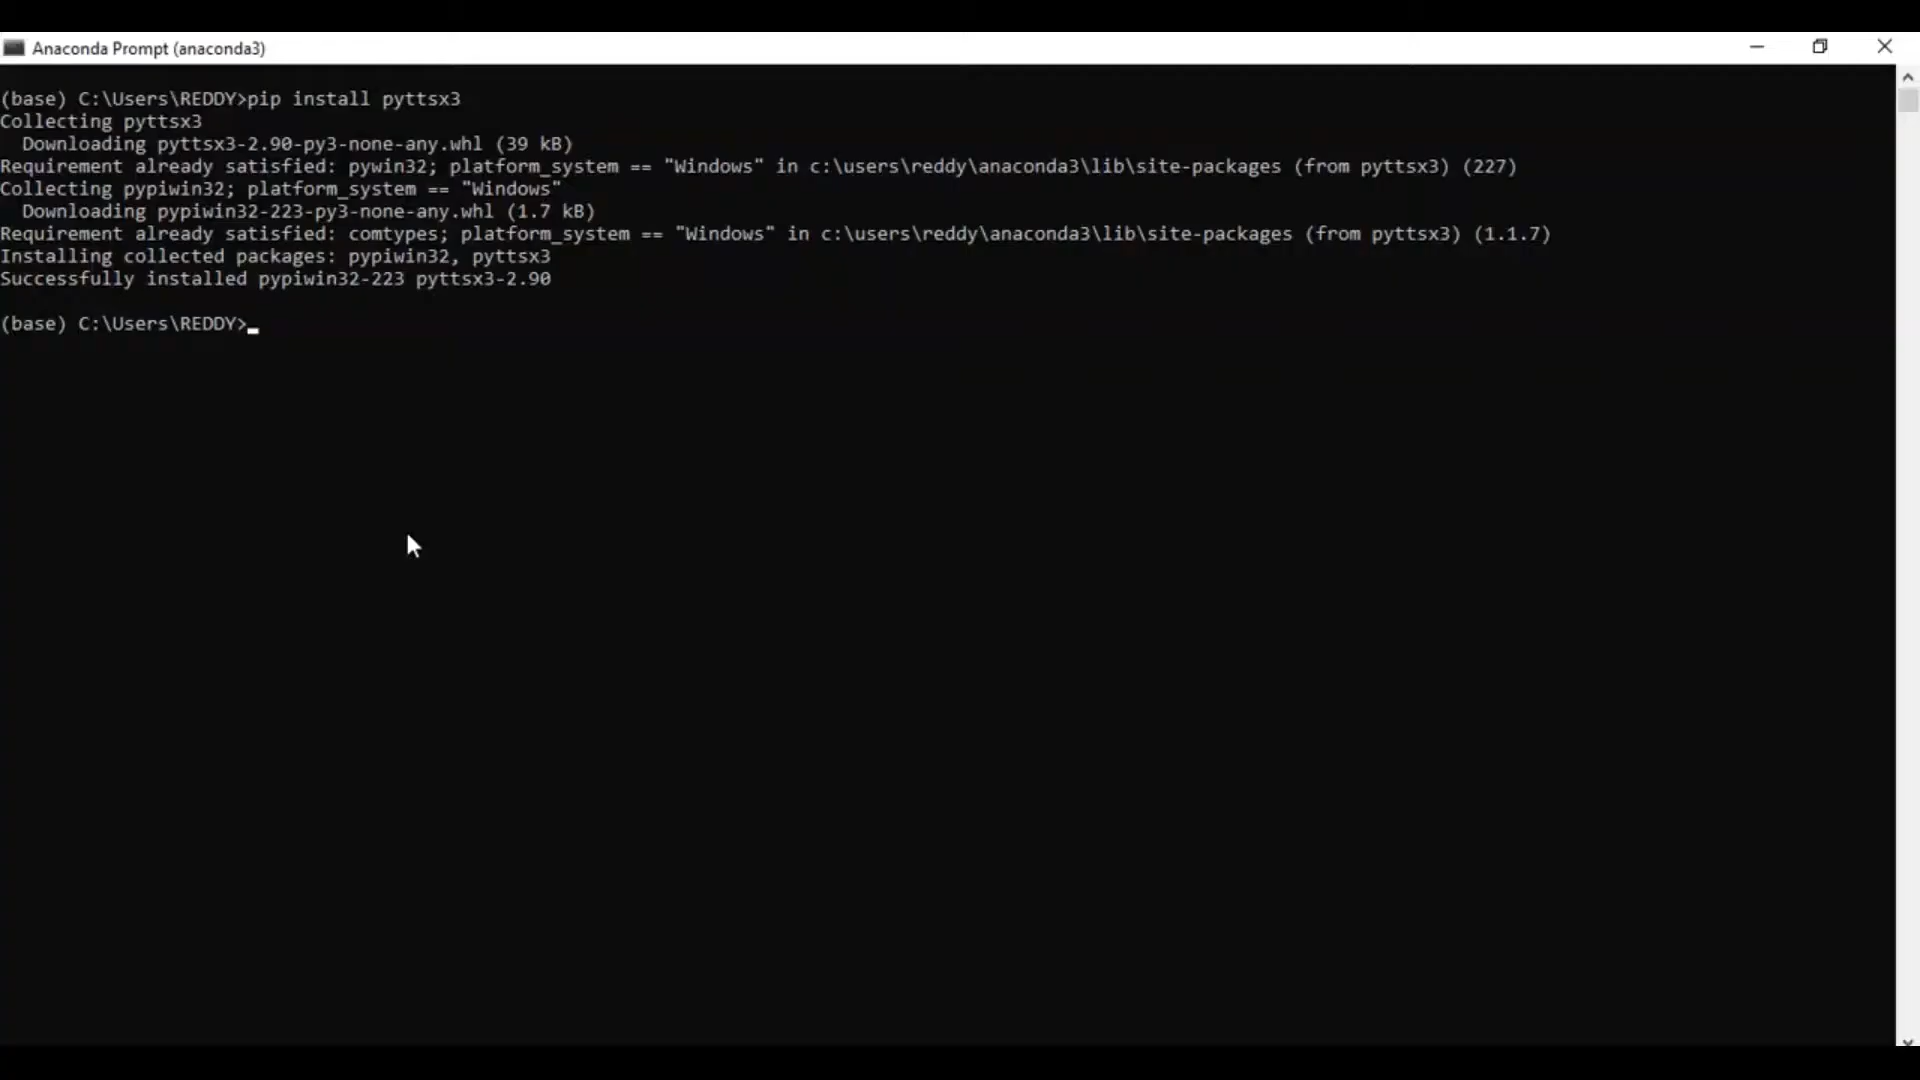 Anaconda Prompt (anaconda3)
(base) C:\Users\REDDY>pip install pyttsx3
Collecting pyttsx3
  Downloading pyttsx3-2.90-py3-none-any.whl (39 kB)
Requirement already satisfied: pywin32; platform_system == "Windows" in c:\users\reddy\anaconda3\lib\site-packages (from pyttsx3) (227)
Collecting pypiwin32; platform_system == "Windows"
  Downloading pypiwin32-223-py3-none-any.whl (1.7 kB)
Requirement already satisfied: comtypes; platform_system == "Windows" in c:\users\reddy\anaconda3\lib\site-packages (from pyttsx3) (1.1.7)
Installing collected packages: pypiwin32, pyttsx3
Successfully installed pypiwin32-223 pyttsx3-2.90
(base) C:\Users\REDDY>